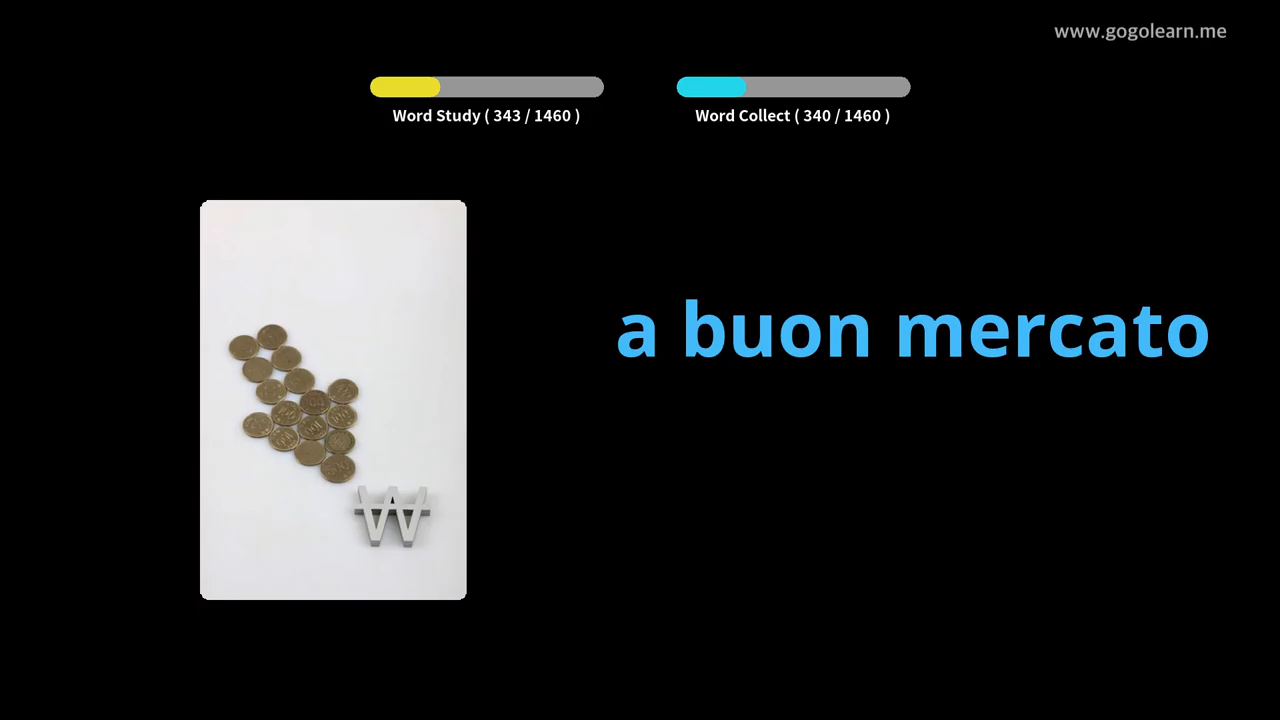 www.gogolearn.me
Word Study ( 343 / 1460 )
Word Collect ( 340 / 1460 )
a buon mercato
₩